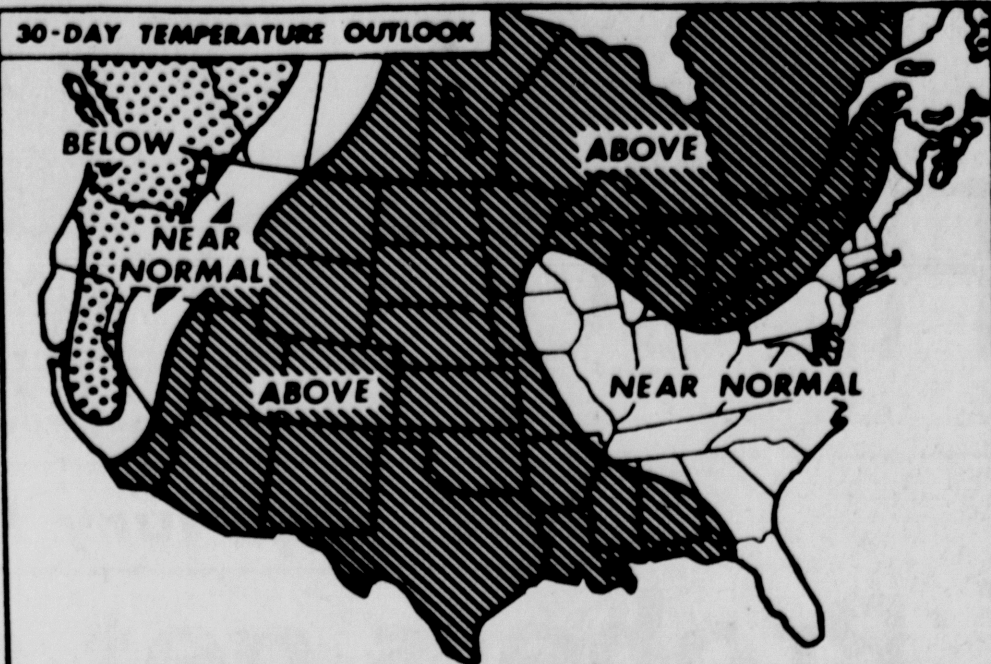 30-DAY TEMPERATURE OUTLOOK
BELOW
ABOVE
NEAR
NORMAL
ABOVE
NEAR NORMAL